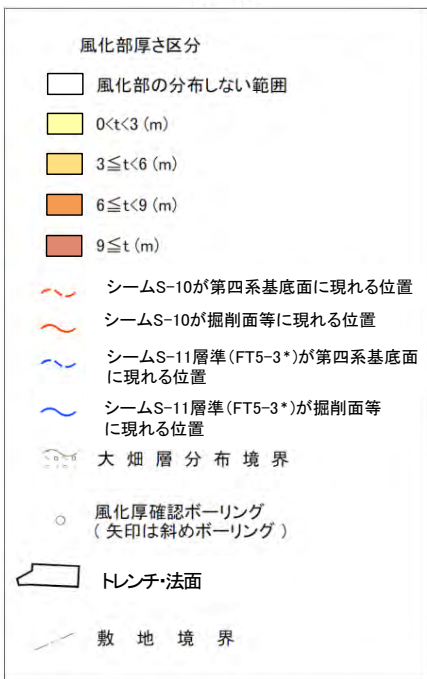 風化部厚さ区分
風化部の分布しない範囲
0<t<3 (m)
3≦t<6 (m)
6≦t<9 (m)
9≦t (m)
シームS-10が第四系基底面に現れる位置
シームS-10が掘削面等に現れる位置
シームS-11層準(FT5-3*)が第四系基底面
に現れる位置
シームS-11層準(FT5-3*)が掘削面等
に現れる位置
大畑層分布境界
風化厚確認ボーリング
(矢印は斜めボーリング)
トレンチ・法面
敷地境界